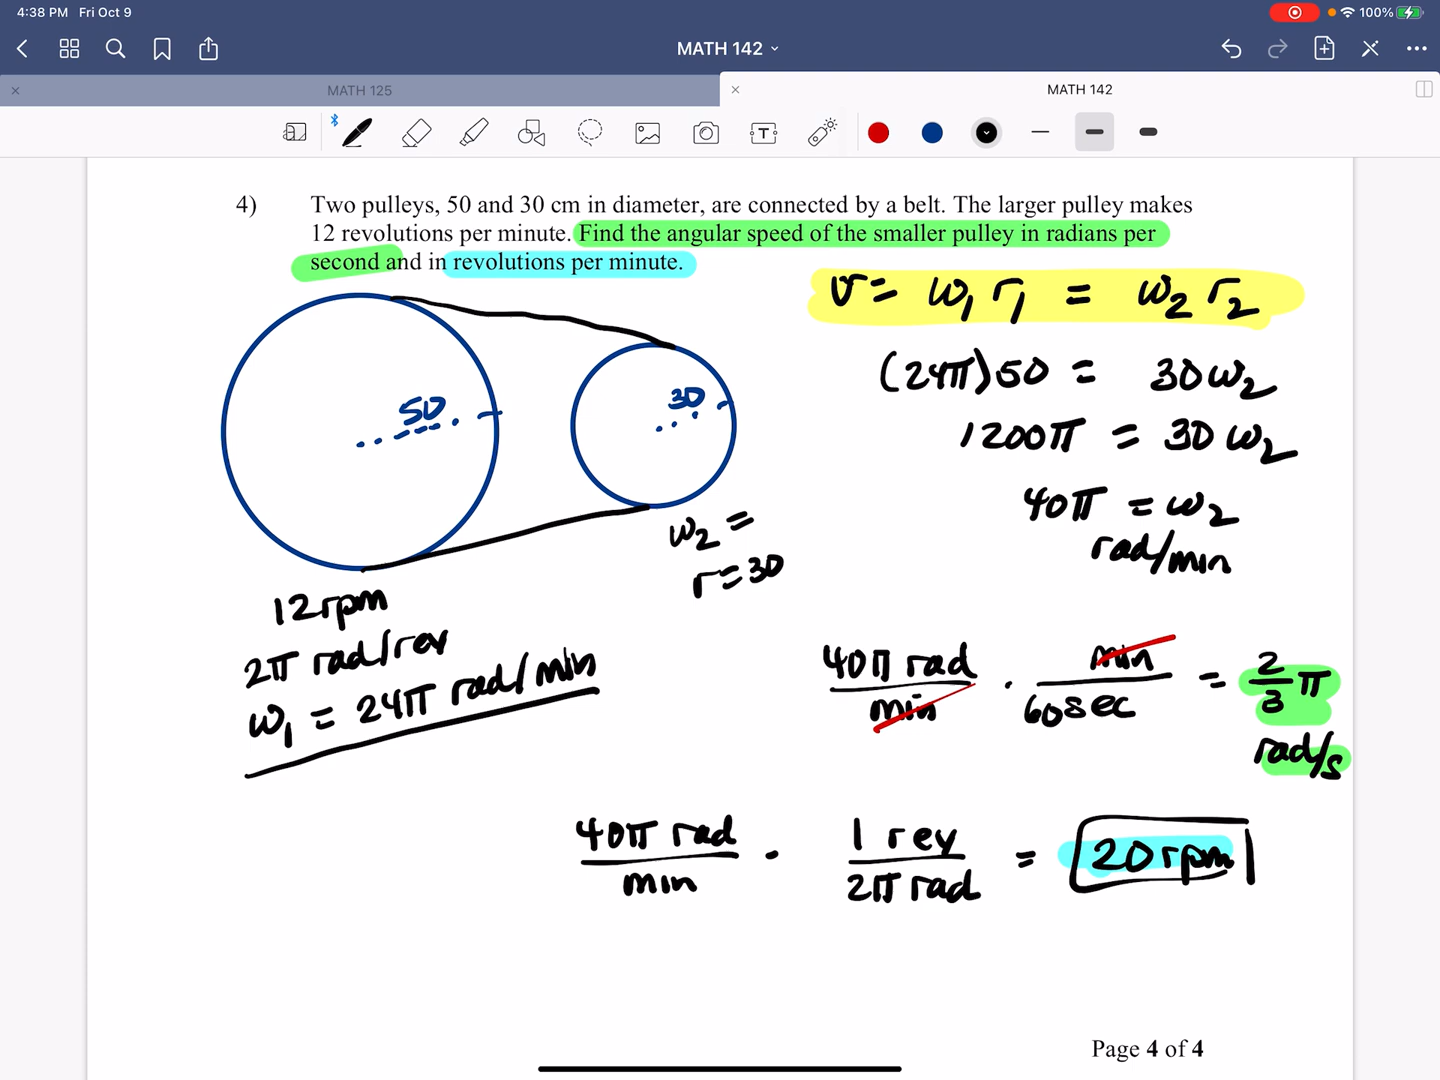 4:38 PM Fri Oct 9
100%
MATH 142
MATH 125
MATH 142
T
4) Two pulleys, 50 and 30 cm in diameter, are connected by a belt. The larger pulley makes
12 revolutions per minute. Find the angular speed of the smaller pulley in radians per
second and in revolutions per minute.
v = ω₁ r₁ = ω₂ r₂
(24π)50 = 30ω₂
1200π = 30ω₂
40π = ω₂
rad/min
50
30
ω₂ =
r=30
12rpm
2π rad/rev
ω₁ = 24π rad/min
40π rad / min · min / 60sec = 2/3 π
rad/s
40π rad / min · 1 rev / 2π rad = 20rpm
Page 4 of 4